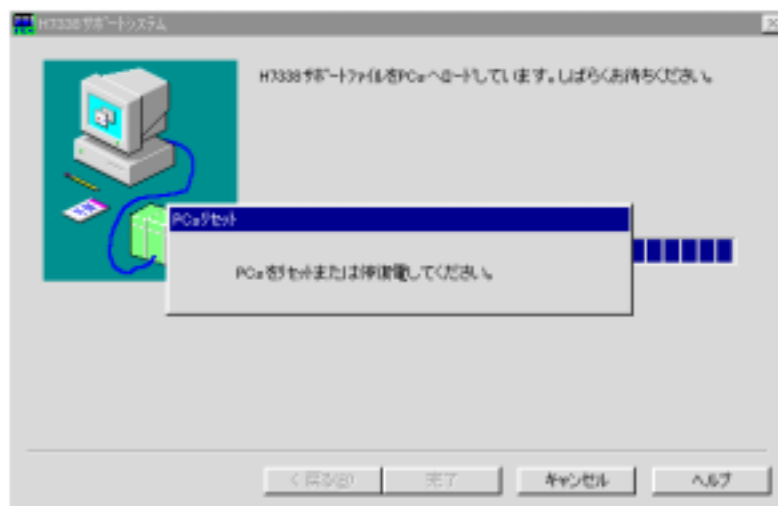 H7338ｻﾎﾟｰﾄｼｽﾃﾑ
H7338ｻﾎﾟｰﾄﾌｧｲﾙをPCsへﾛｰﾄﾞしています。しばらくお待ちください。
PCsﾘｾｯﾄ
PCsをﾘｾｯﾄまたは停復電してください。
< 戻る(B)
完了
ｷｬﾝｾﾙ
ﾍﾙﾌﾟ